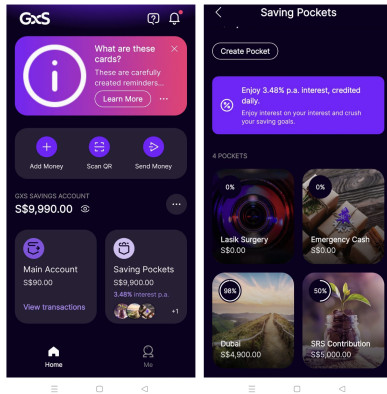 GXS
What are these
cards?
These are carefully
created reminders...
Learn More
Add Money
Scan QR
Send Money
GXS SAVINGS ACCOUNT
S$9,990.00
Main Account
S$90.00
View transactions
Saving Pockets
S$9,900.00
3.48% interest p.a.
+1
Home
Me
Saving Pockets
Create Pocket
Enjoy 3.48% p.a. interest, credited
daily.
Enjoy interest on your interest and crush
your saving goals.
4 POCKETS
0%
Lasik Surgery
S$0.00
0%
Emergency Cash
S$0.00
98%
Dubai
S$4,900.00
50%
SRS Contribution
S$5,000.00